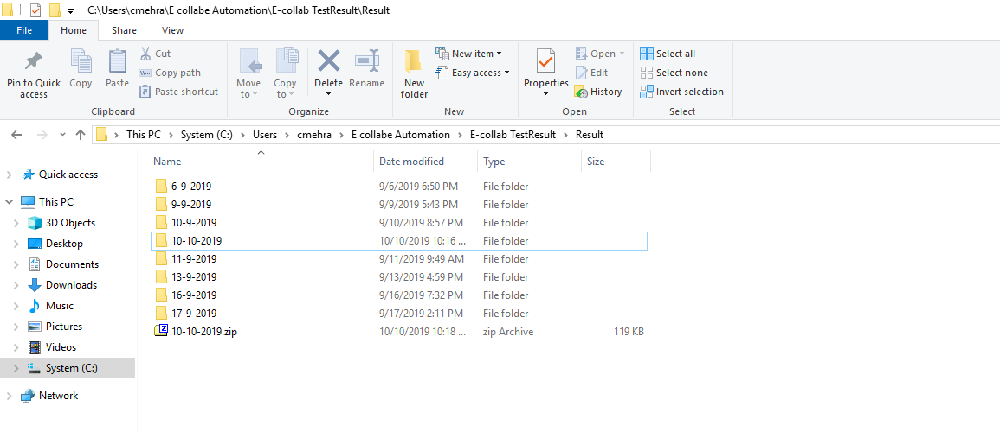 C:\Users\cmehra\E collabe Automation\E-collab TestResult\Result
File Home Share View
Pin to Quick access
Copy
Paste
Cut
Copy path
Paste shortcut
Clipboard
Move to
Copy to
Delete
Rename
Organize
New folder
New item
Easy access
New
Properties
Open
Edit
History
Open
Select all
Select none
Invert selection
Select
This PC > System (C:) > Users > cmehra > E collabe Automation > E-collab TestResult > Result
Quick access
This PC
3D Objects
Desktop
Documents
Downloads
Music
Pictures
Videos
System (C:)
Network
Name Date modified Type Size
6-9-2019 9/6/2019 6:50 PM File folder
9-9-2019 9/9/2019 5:43 PM File folder
10-9-2019 9/10/2019 8:57 PM File folder
10-10-2019 10/10/2019 10:16 ... File folder
11-9-2019 9/11/2019 9:49 AM File folder
13-9-2019 9/13/2019 4:59 PM File folder
16-9-2019 9/16/2019 7:32 PM File folder
17-9-2019 9/17/2019 2:11 PM File folder
10-10-2019.zip 10/10/2019 10:18 ... zip Archive 119 KB